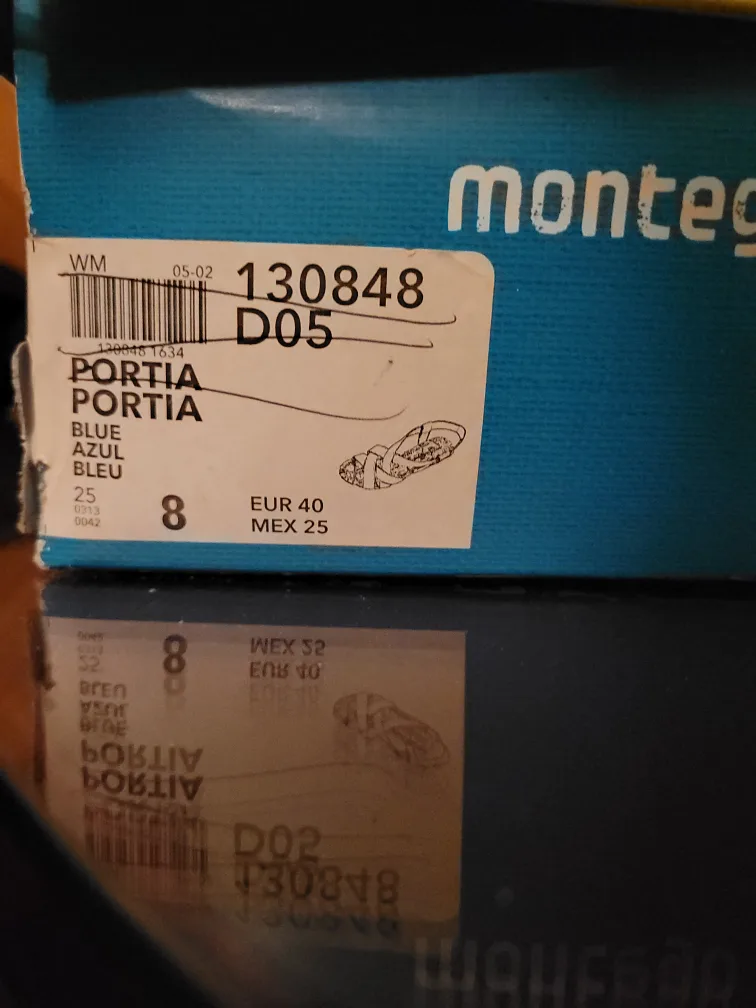 monteg
WM
05-02
130848
D05
130848 1634
PORTIA
PORTIA
BLUE
AZUL
BLEU
25
0313
0042
8
EUR 40
MEX 25